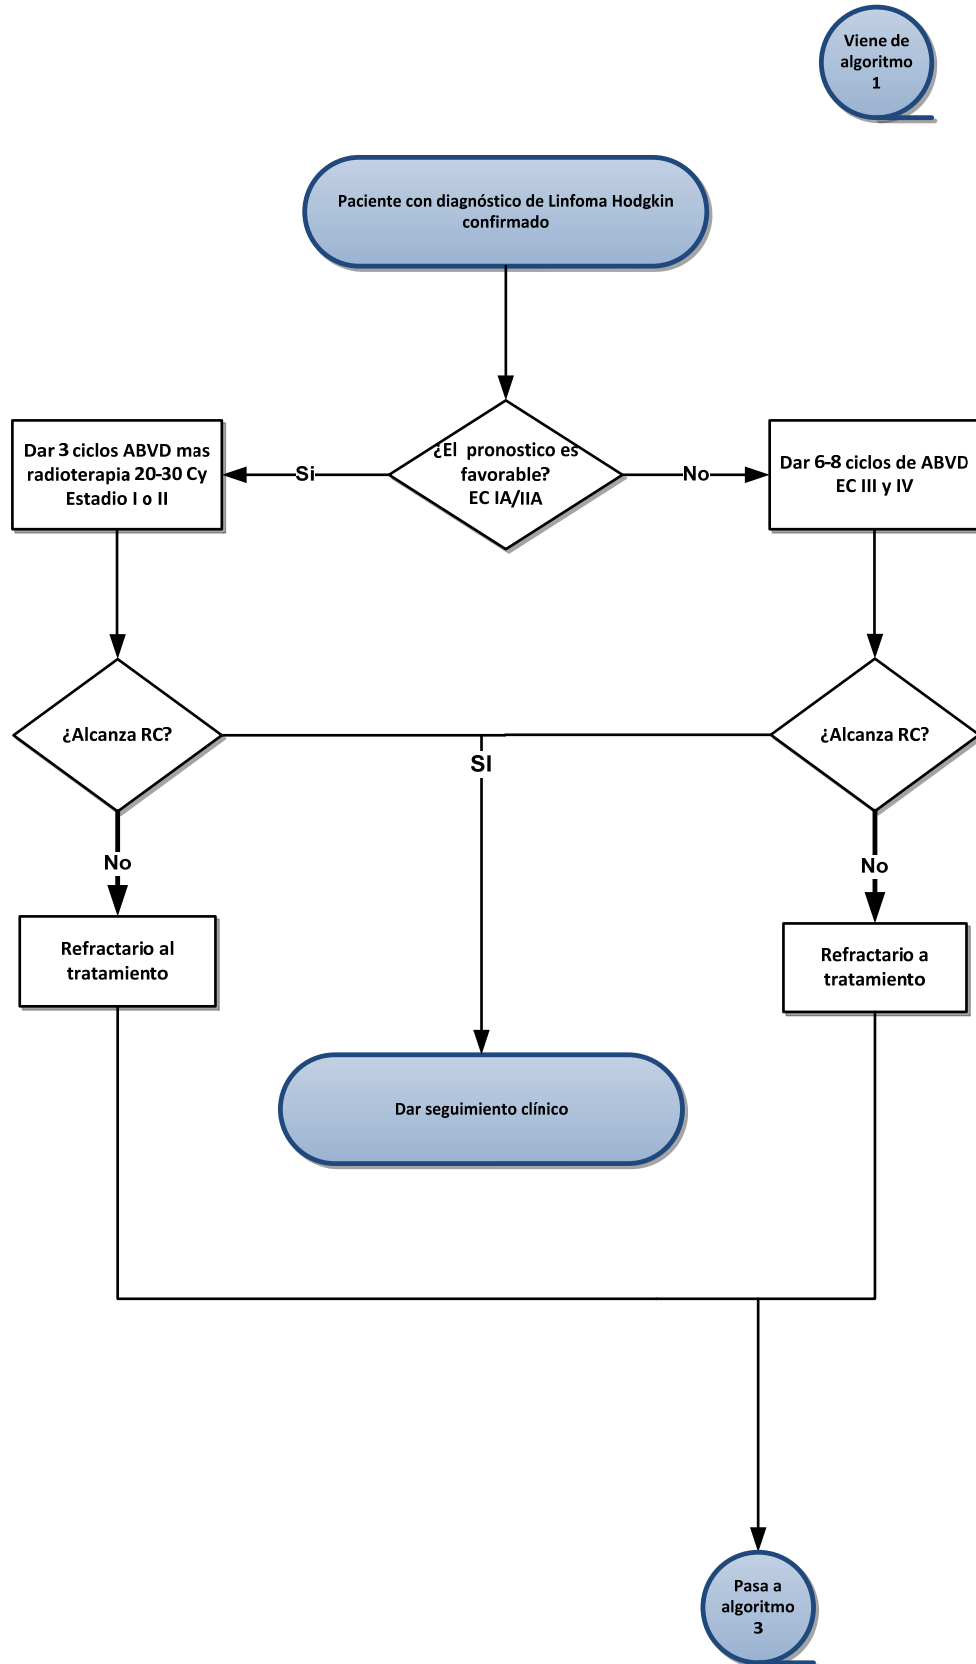 Viene de
algoritmo
1
Paciente con diagnóstico de Linfoma Hodgkin
confirmado
¿El pronostico es
favorable?
EC IA/IIA
Si
No
Dar 3 ciclos ABVD mas
radioterapia 20-30 Cy
Estadio I o II
Dar 6-8 ciclos de ABVD
EC III y IV
¿Alcanza RC?
¿Alcanza RC?
SI
No
No
Refractario al
tratamiento
Refractario a
tratamiento
Dar seguimiento clínico
Pasa a
algoritmo
3